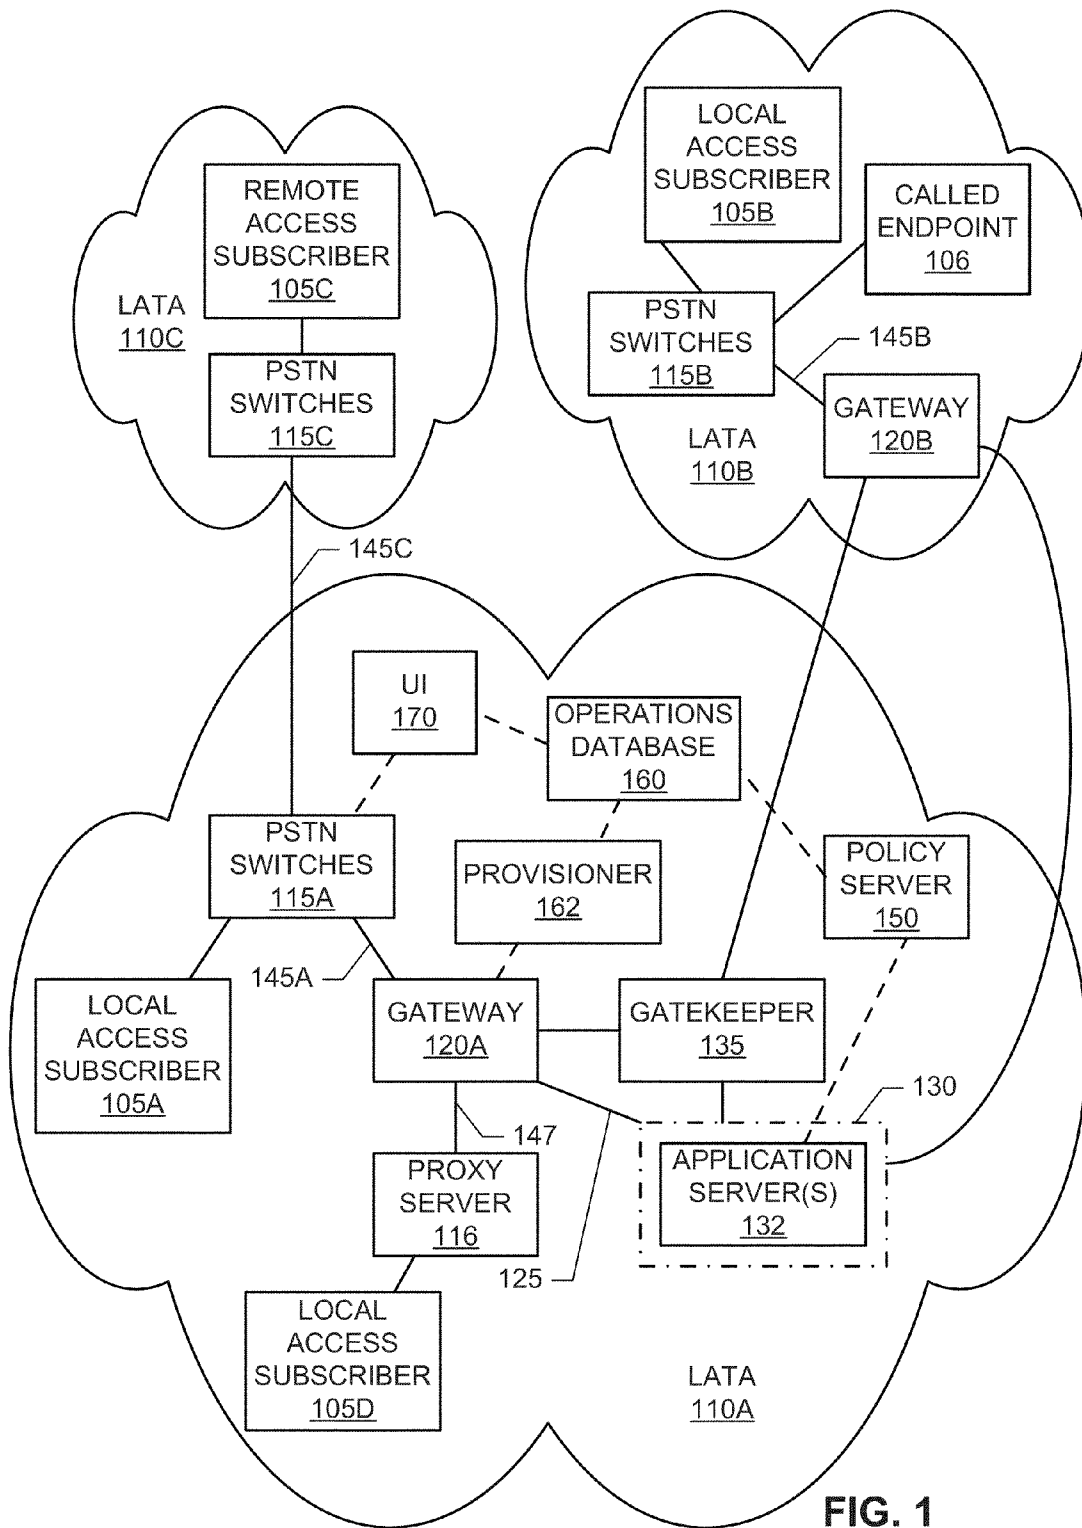 LOCAL
ACCESS
SUBSCRIBER
105B
CALLED
ENDPOINT
106
REMOTE
ACCESS
SUBSCRIBER
105C
LATA
110C
PSTN
SWITCHES
115C
PSTN
SWITCHES
115B
145B
GATEWAY
120B
LATA
110B
145C
UI
170
OPERATIONS
DATABASE
160
PSTN
SWITCHES
115A
PROVISIONER
162
POLICY
SERVER
150
145A
LOCAL
ACCESS
SUBSCRIBER
105A
GATEWAY
120A
GATEKEEPER
135
130
147
PROXY
SERVER
116
APPLICATION
SERVER(S)
132
125
LOCAL
ACCESS
SUBSCRIBER
105D
LATA
110A
FIG. 1